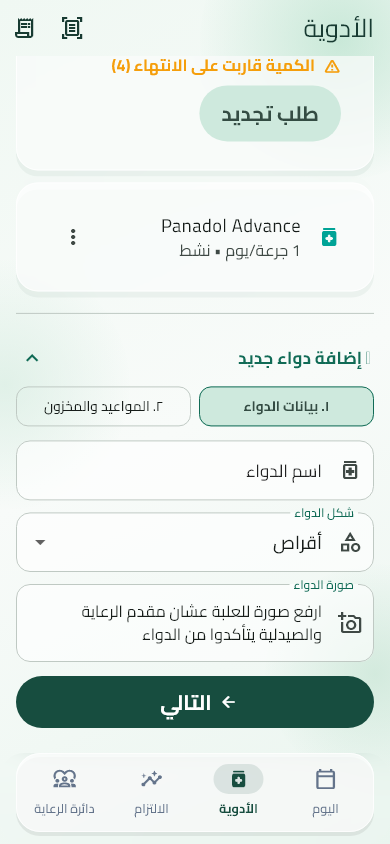 الأدوية
الكمية قاربت على الانتهاء (4)
طلب تجديد
Panadol Advance
1 جرعة/يوم • نشط
إضافة دواء جديد
١. بيانات الدواء
٢. المواعيد والمخزون
اسم الدواء
شكل الدواء
أقراص
صورة الدواء
ارفع صورة للعلبة عشان مقدم الرعاية
والصيدلية يتأكدوا من الدواء
← التالي
اليوم
الأدوية
الالتزام
دائرة الرعاية